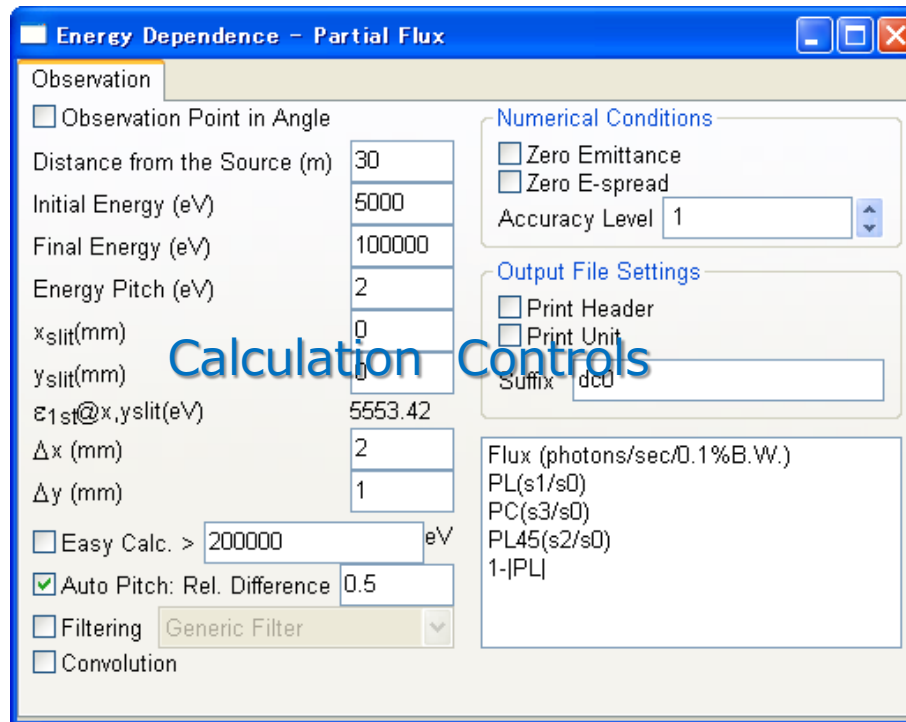 Energy Dependence - Partial Flux
Observation
Observation Point in Angle
Distance from the Source (m) 30
Initial Energy (eV) 5000
Final Energy (eV) 100000
Energy Pitch (eV) 2
xslit(mm) 0
yslit(mm) 0
ε1st@x,yslit(eV) 5553.42
Δx (mm) 2
Δy (mm) 1
Easy Calc. > 200000 eV
Auto Pitch: Rel. Difference 0.5
Filtering Generic Filter
Convolution
Numerical Conditions
Zero Emittance
Zero E-spread
Accuracy Level 1
Output File Settings
Print Header
Print Unit
Suffix dc0
Calculation Controls
Flux (photons/sec/0.1%B.W.)
PL(s1/s0)
PC(s3/s0)
PL45(s2/s0)
1-|PL|